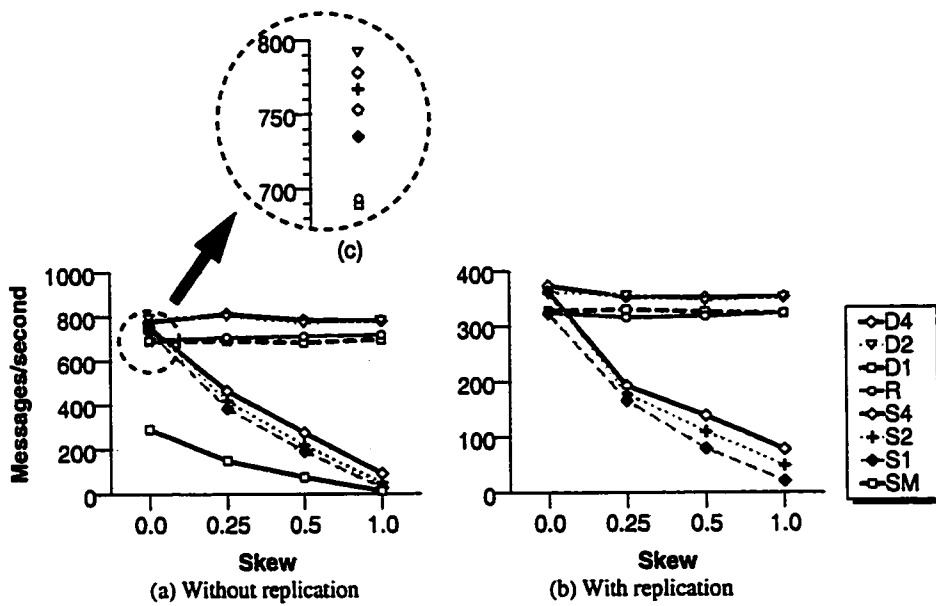 800
750
700
(c)
Messages/second
1000
800
600
400
200
0
0.0 0.25 0.5 1.0
Skew
(a) Without replication
400
300
200
100
0
0.0 0.25 0.5 1.0
Skew
(b) With replication
D4
D2
D1
R
S4
S2
S1
SM